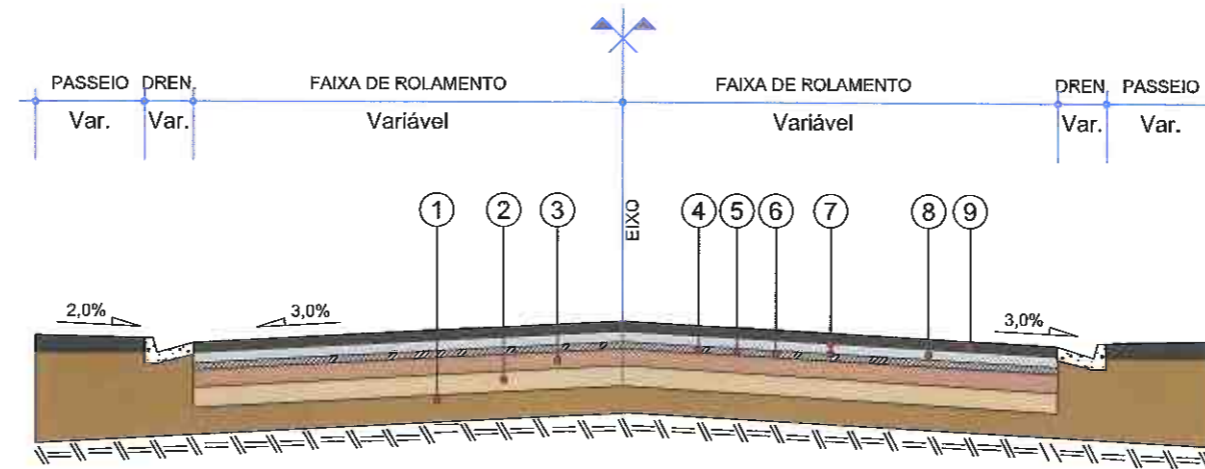 PASSEIO DREN. FAIXA DE ROLAMENTO FAIXA DE ROLAMENTO DREN. PASSEIO
Var. Var. Variável Variável Var. Var.
1 2 3 4 5 6 7 8 9
EIXO
2,0% 3,0% 3,0%